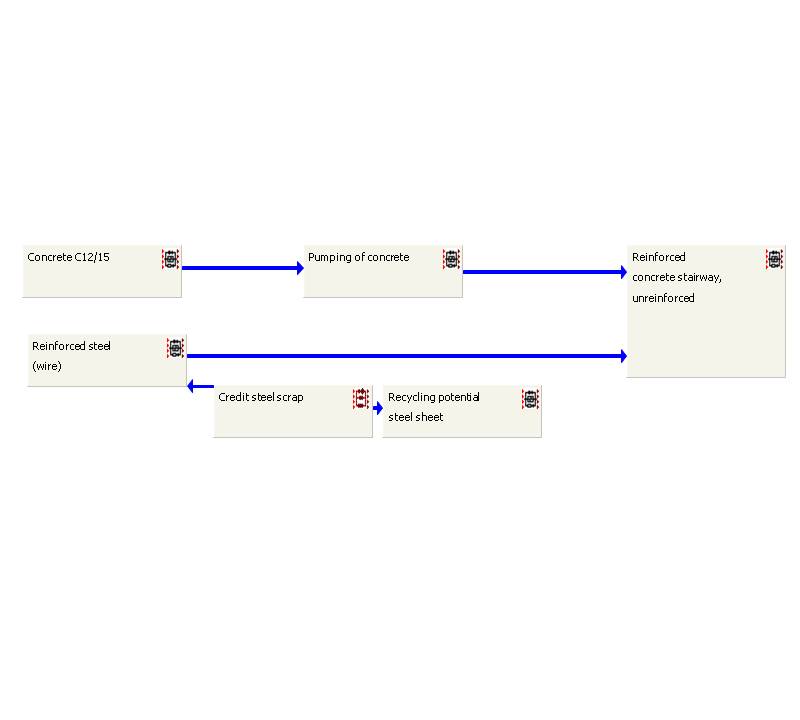 Concrete C12/15
Pumping of concrete
Reinforced
concrete stairway,
unreinforced
Reinforced steel
(wire)
Credit steel scrap
Recycling potential
steel sheet